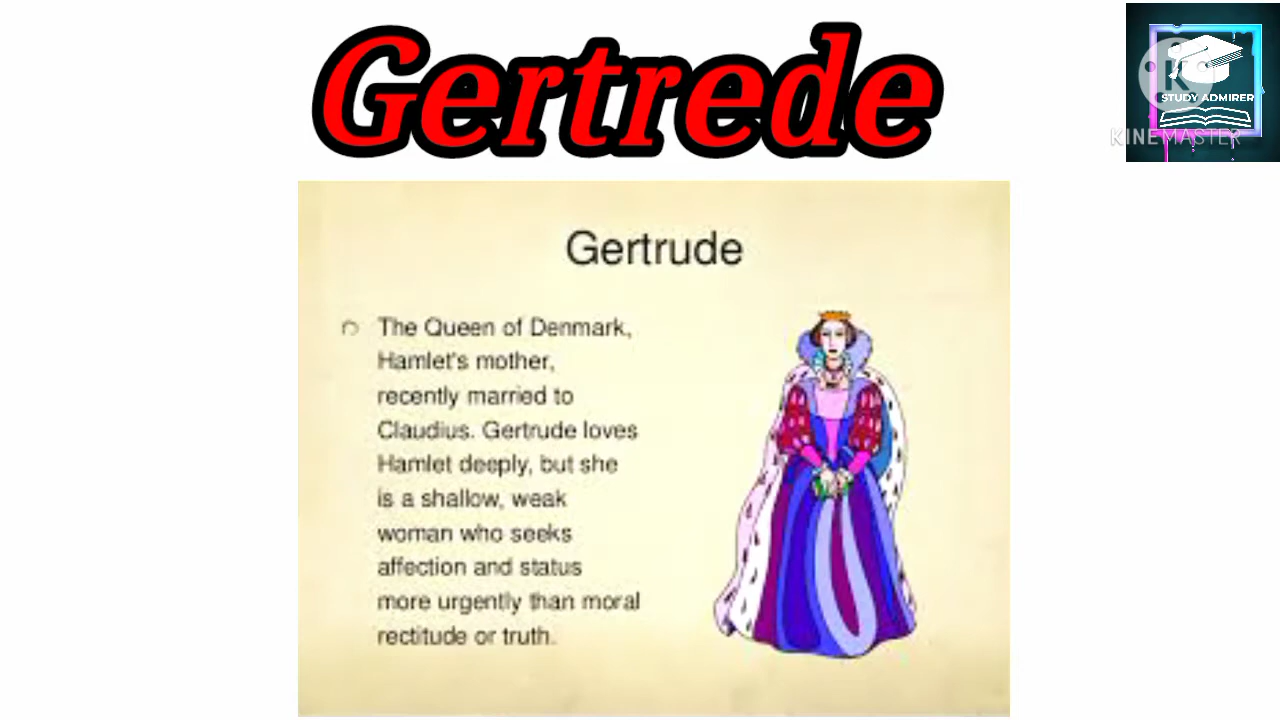 Gertrede
STUDY ADMIRER
KINEMASTER
Gertrude
The Queen of Denmark,
Hamlet's mother,
recently married to
Claudius. Gertrude loves
Hamlet deeply, but she
is a shallow, weak
woman who seeks
affection and status
more urgently than moral
rectitude or truth.